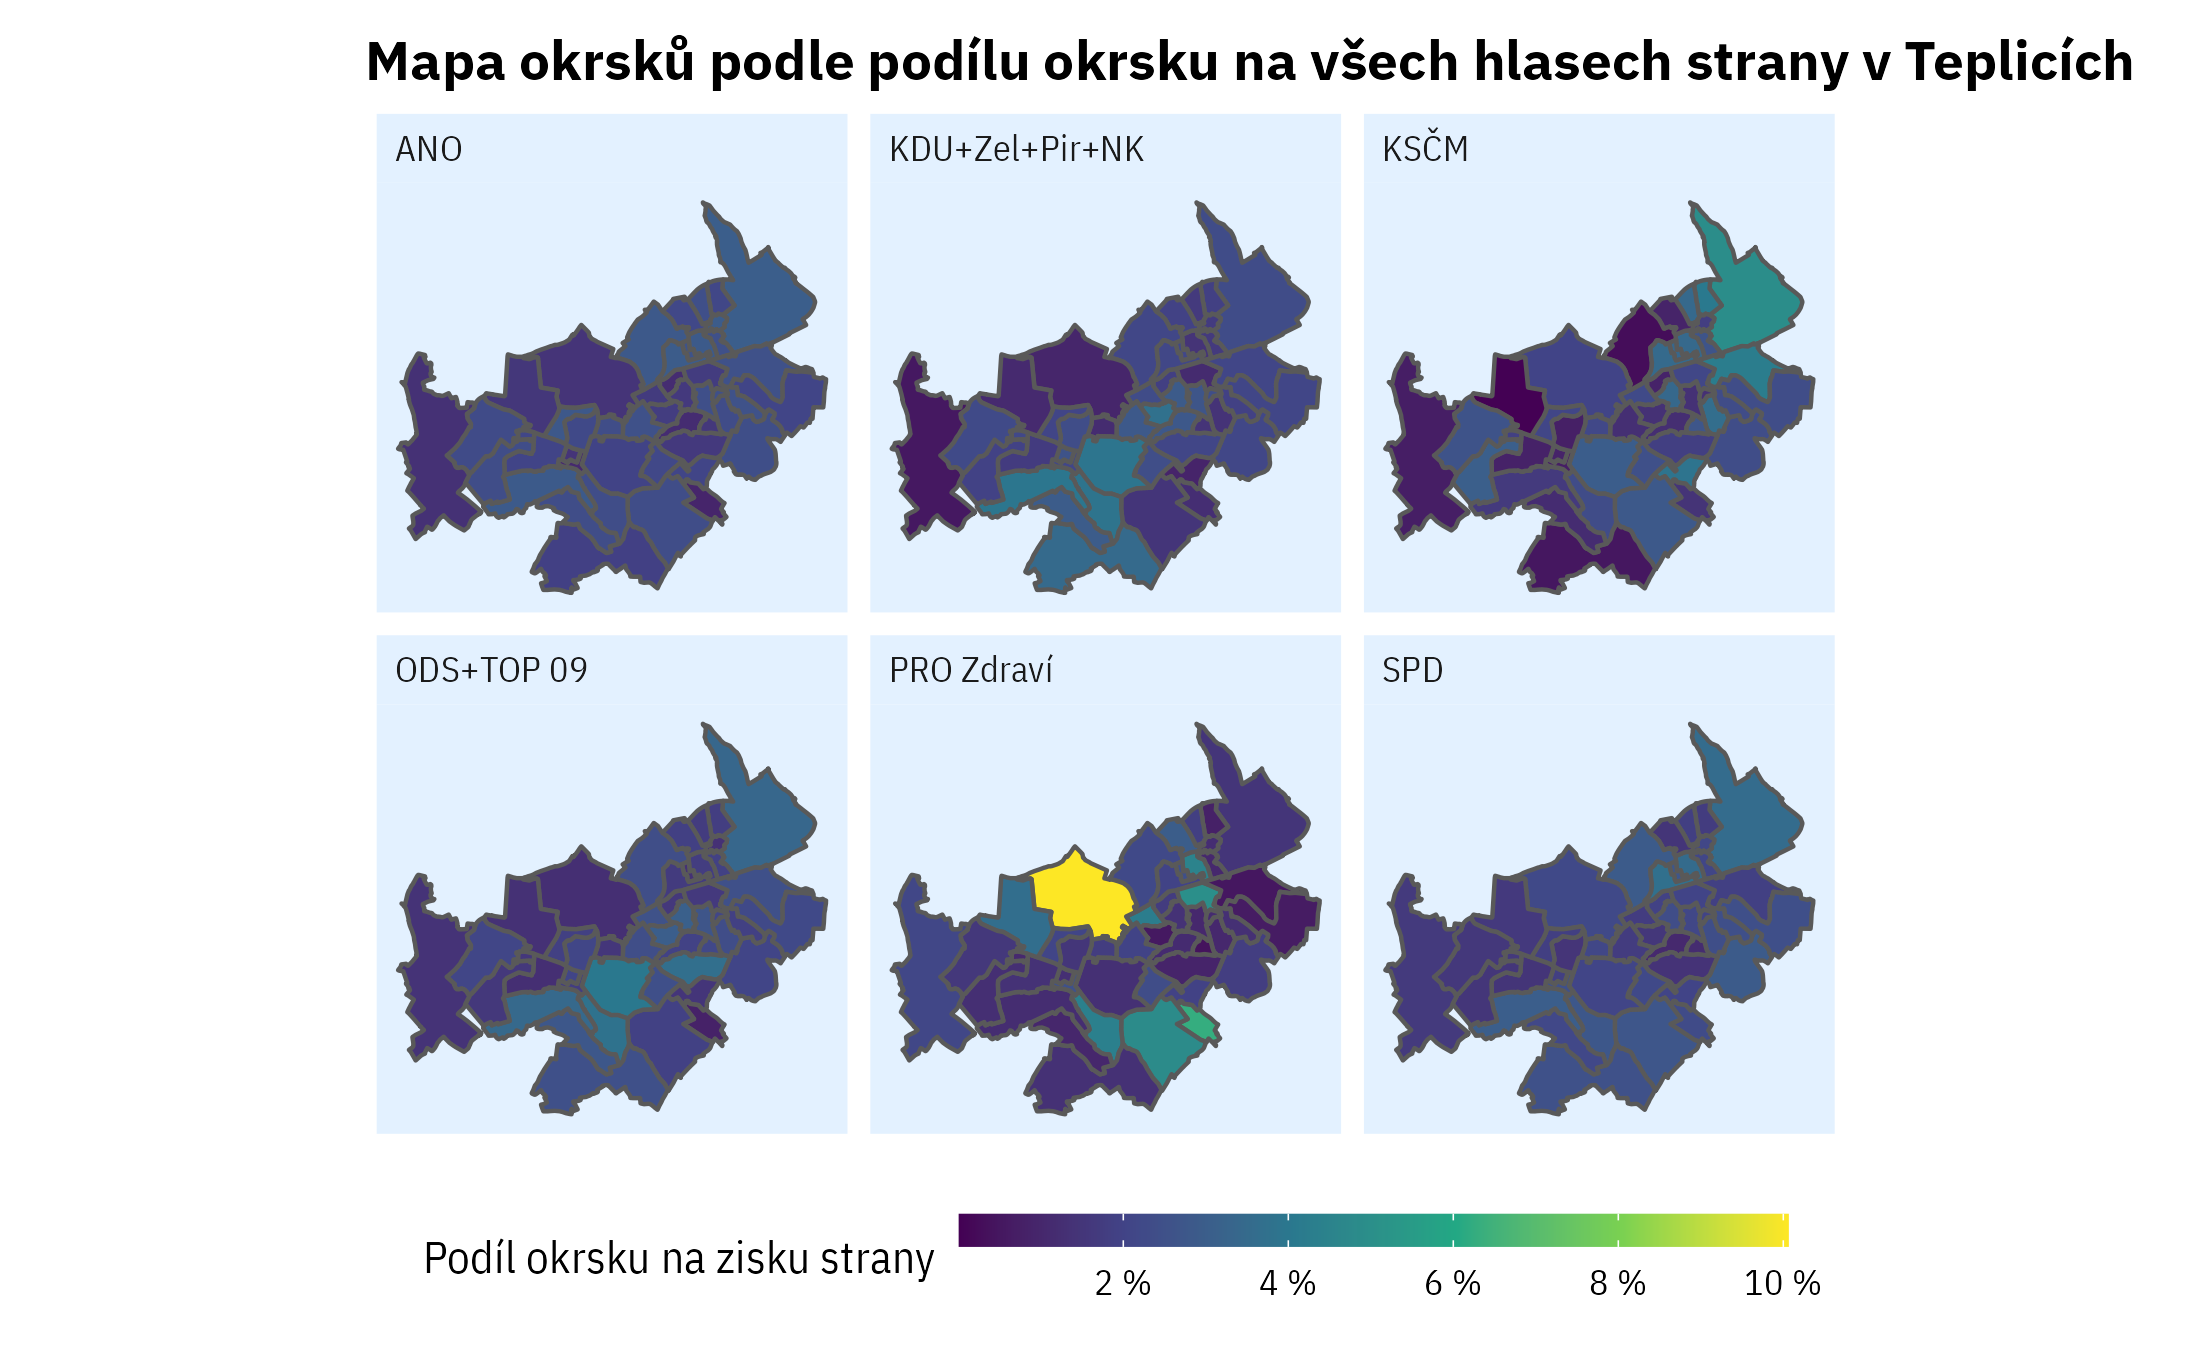 Mapa okrsků podle podílu okrsku na všech hlasech strany v Teplicích
ANO
KDU+Zel+Pir+NK
KSČM
ODS+TOP 09
PRO Zdraví
SPD
Podíl okrsku na zisku strany
2 %
4 %
6 %
8 %
10 %